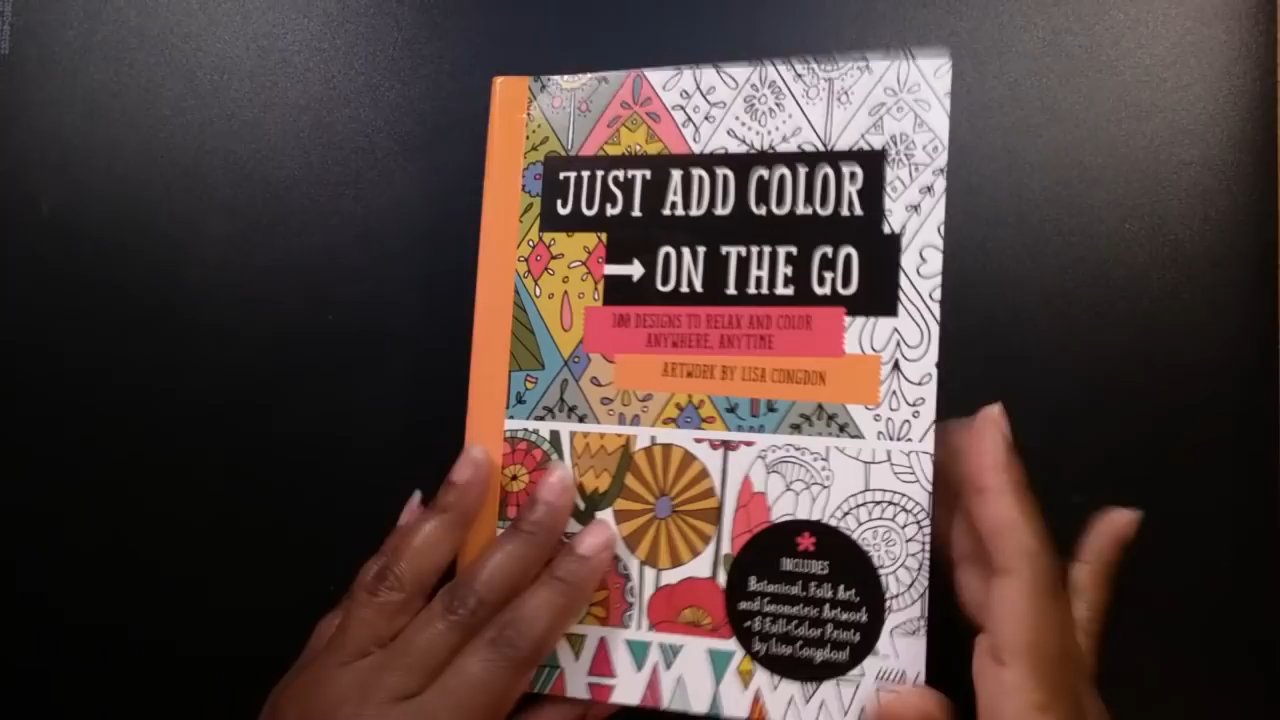 JUST ADD COLOR
→ ON THE GO
100 DESIGNS TO RELAX AND COLOR
ANYWHERE, ANYTIME
ARTWORK BY LISA CONGDON
*
INCLUDES
Botanical, Folk Art,
and Geometric Artwork
+ 8 Full-Color Prints
by Lisa Congdon!